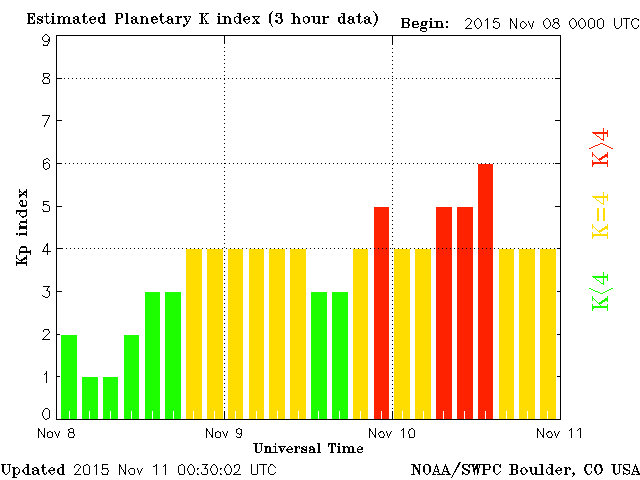 Estimated Planetary K index (3 hour data) Begin: 2015 Nov 08 0000 UTC
9
8
7
6
5
4
3
2
1
0
Kp index
K>4
K=4
K<4
Nov 8 Nov 9 Nov 10 Nov 11
Universal Time
Updated 2015 Nov 11 00:30:02 UTC NOAA/SWPC Boulder, CO USA